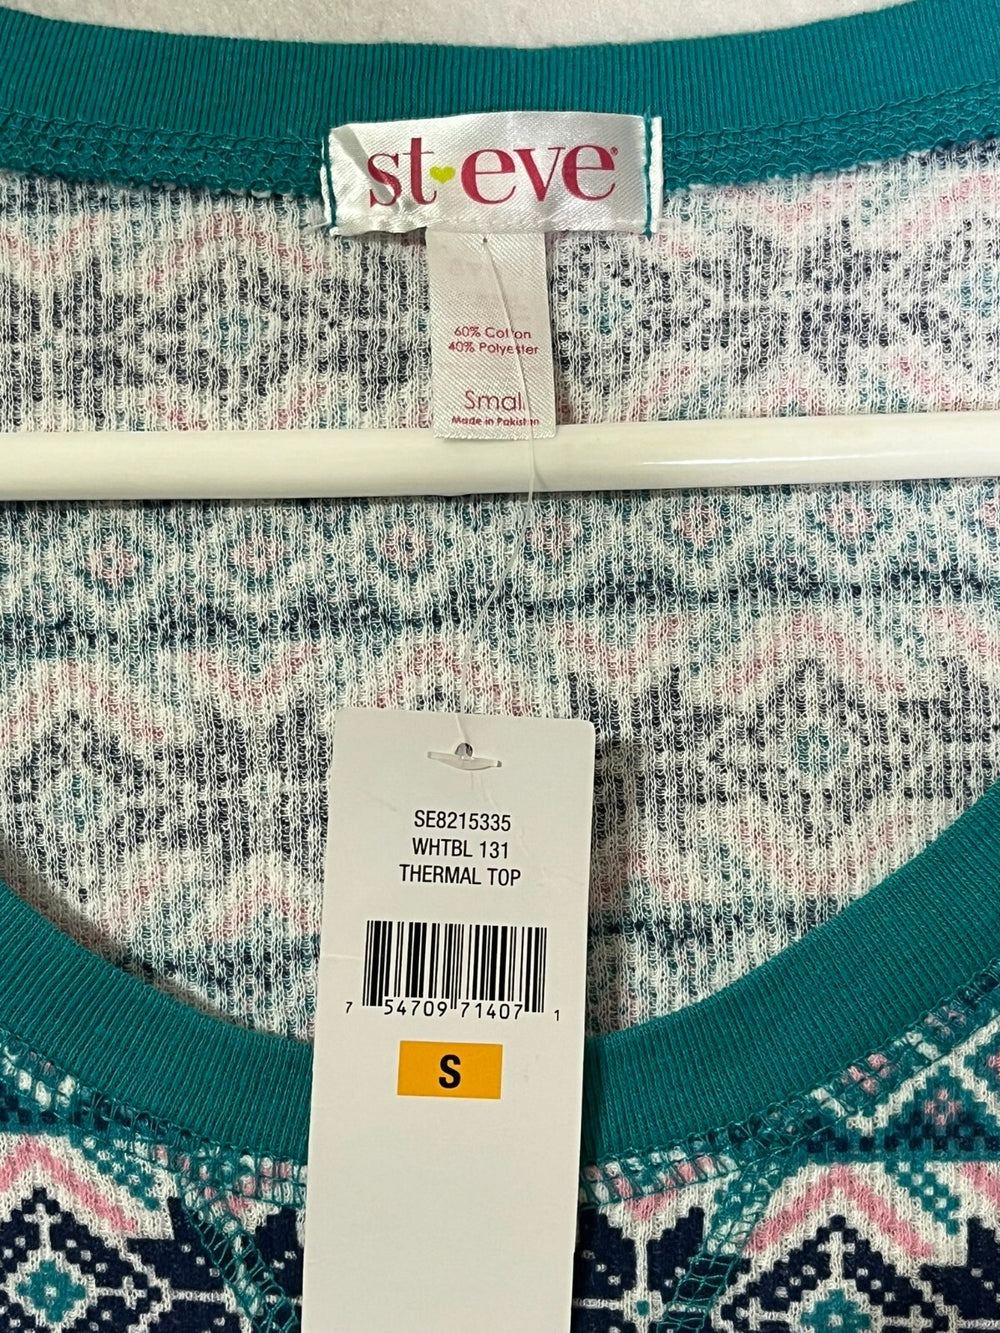 st eve®
60% Cotton
40% Polyester
Small
Made in Pakistan
SE8215335
WHTBL 131
THERMAL TOP
7 54709 71407 1
S